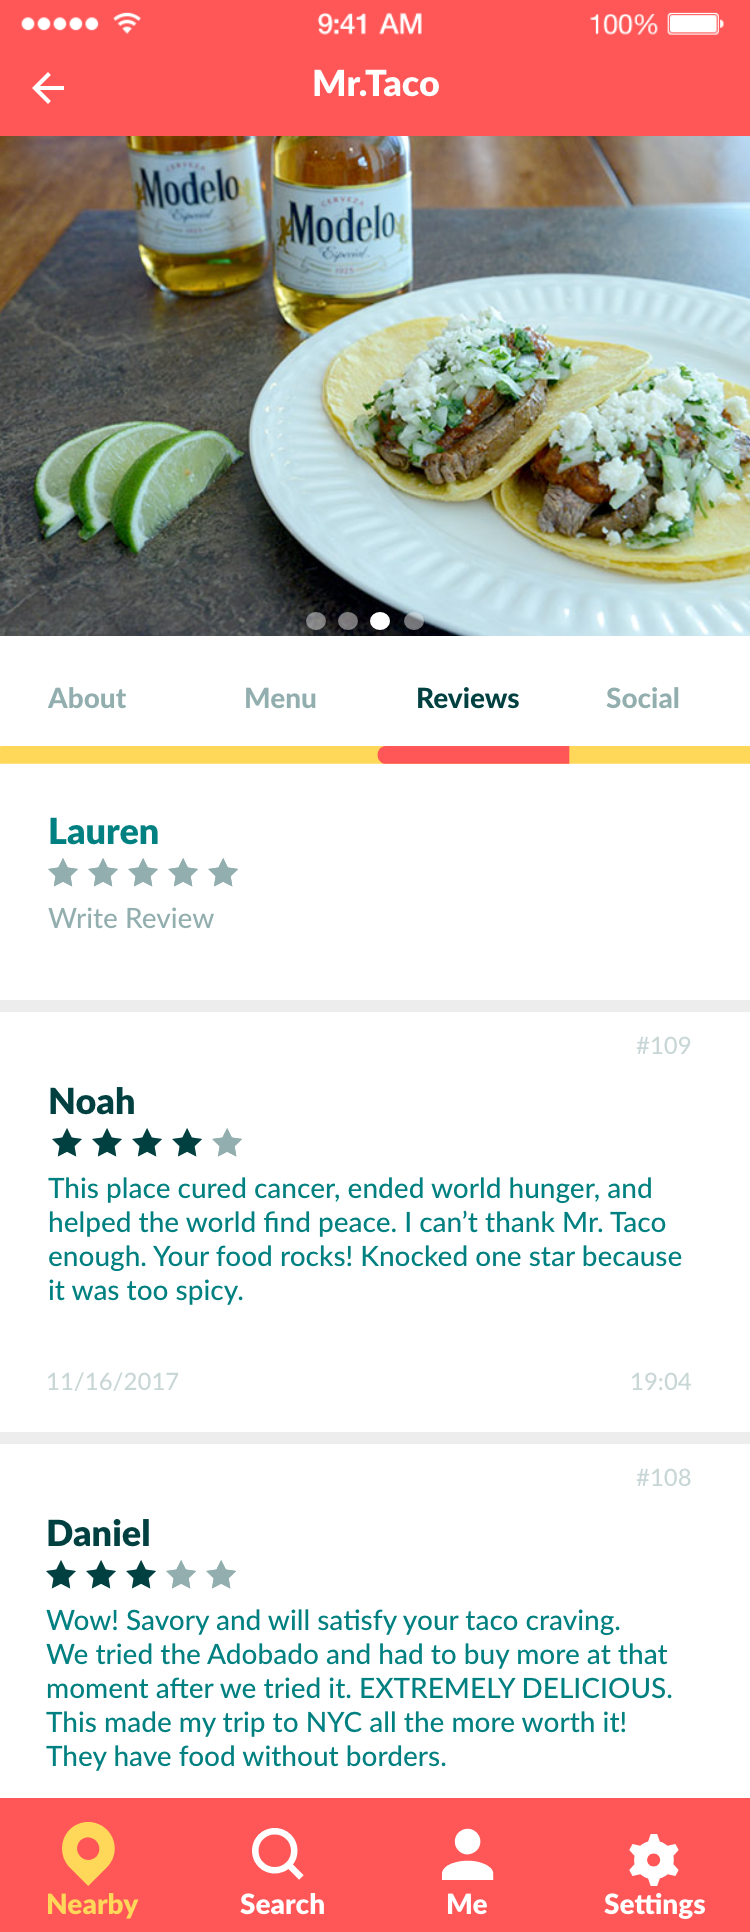 9:41 AM
100%
Mr.Taco
CERVEZA
Modelo
Especial
CERVEZA
Modelo
Especial
1925
About
Menu
Reviews
Social
Lauren
Write Review
#109
Noah
This place cured cancer, ended world hunger, and
helped the world find peace. I can’t thank Mr. Taco
enough. Your food rocks! Knocked one star because
it was too spicy.
11/16/2017
19:04
#108
Daniel
Wow! Savory and will satisfy your taco craving.
We tried the Adobado and had to buy more at that
moment after we tried it. EXTREMELY DELICIOUS.
This made my trip to NYC all the more worth it!
They have food without borders.
Nearby
Search
Me
Settings